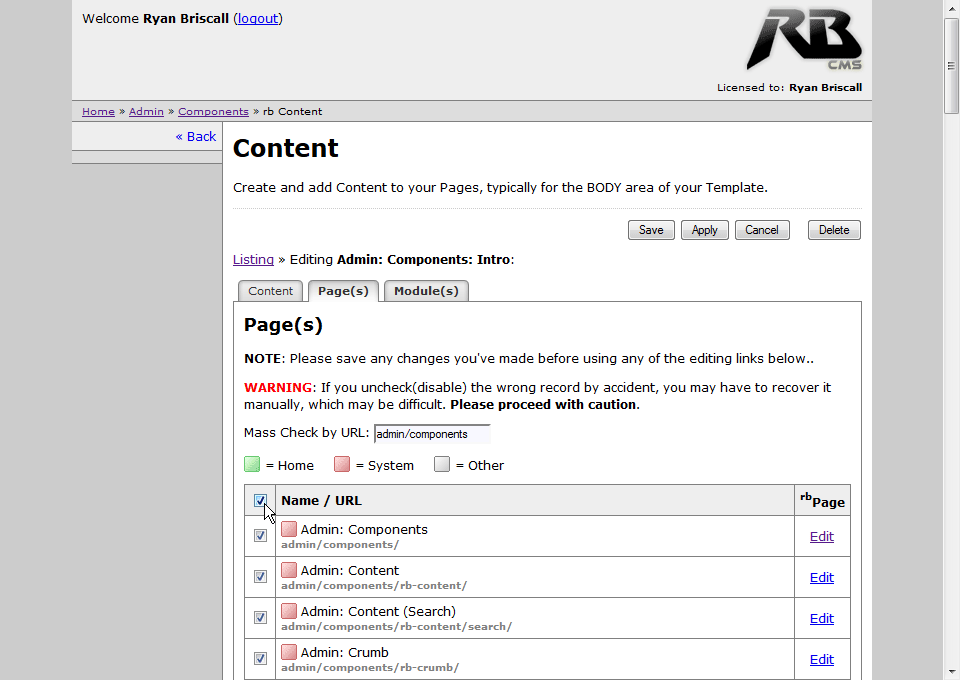 Welcome Ryan Briscall (logout)
RB
CMS
Licensed to: Ryan Briscall
Home » Admin » Components » rb Content
« Back
Content
Create and add Content to your Pages, typically for the BODY area of your Template.
Save Apply Cancel Delete
Listing » Editing Admin: Components: Intro:
Content Page(s) Module(s)
Page(s)
NOTE: Please save any changes you've made before using any of the editing links below..
WARNING: If you uncheck(disable) the wrong record by accident, you may have to recover it
manually, which may be difficult. Please proceed with caution.
Mass Check by URL: admin/components
= Home = System = Other
Name / URL rbPage
Admin: Components Edit
admin/components/
Admin: Content Edit
admin/components/rb-content/
Admin: Content (Search) Edit
admin/components/rb-content/search/
Admin: Crumb Edit
admin/components/rb-crumb/